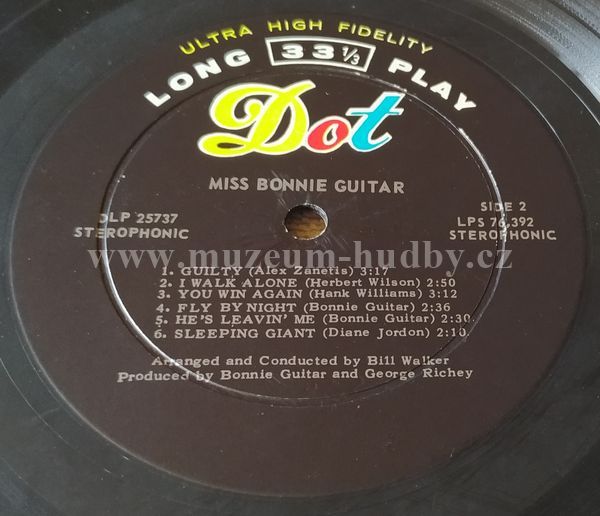 ULTRA HIGH FIDELITY
LONG 33 1/3 PLAY
Dot
MISS BONNIE GUITAR
DLP 25737
STEROPHONIC
SIDE 2
LPS 76,392
STEROPHONIC
www.muzeum-hudby.cz
1. GUILTY (Alex Zanetis) 3:17
2. I WALK ALONE (Herbert Wilson) 2:50
3. YOU WIN AGAIN (Hank Williams) 3:12
4. FLY BY NIGHT (Bonnie Guitar) 2:36
5. HE'S LEAVIN' ME (Bonnie Guitar) 2:30
6. SLEEPING GIANT (Diane Jordon) 2:10
Arranged and Conducted by Bill Walker
Produced by Bonnie Guitar and George Richey